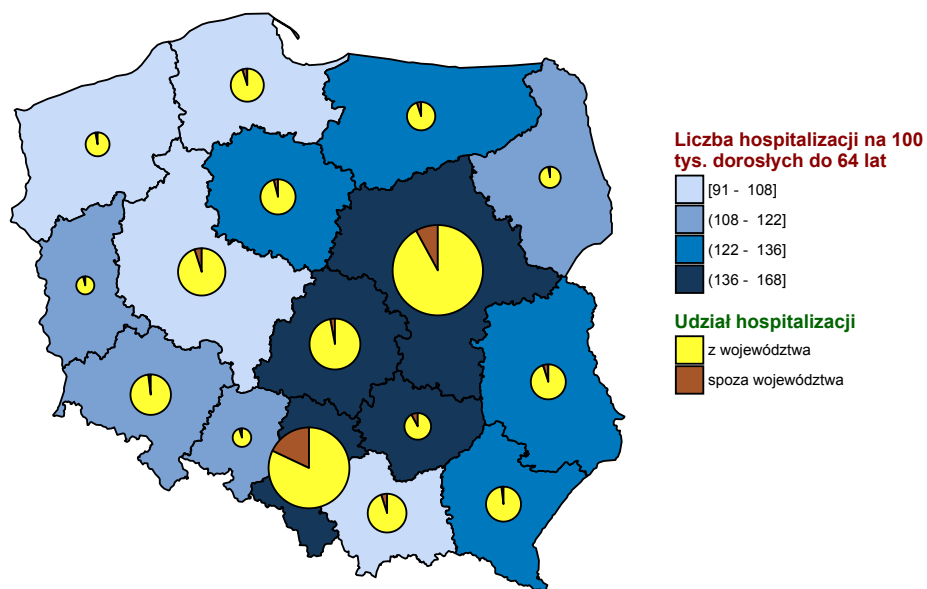 Liczba hospitalizacji na 100
tys. dorosłych do 64 lat
[91 - 108]
(108 - 122]
(122 - 136]
(136 - 168]
Udział hospitalizacji
z województwa
spoza województwa